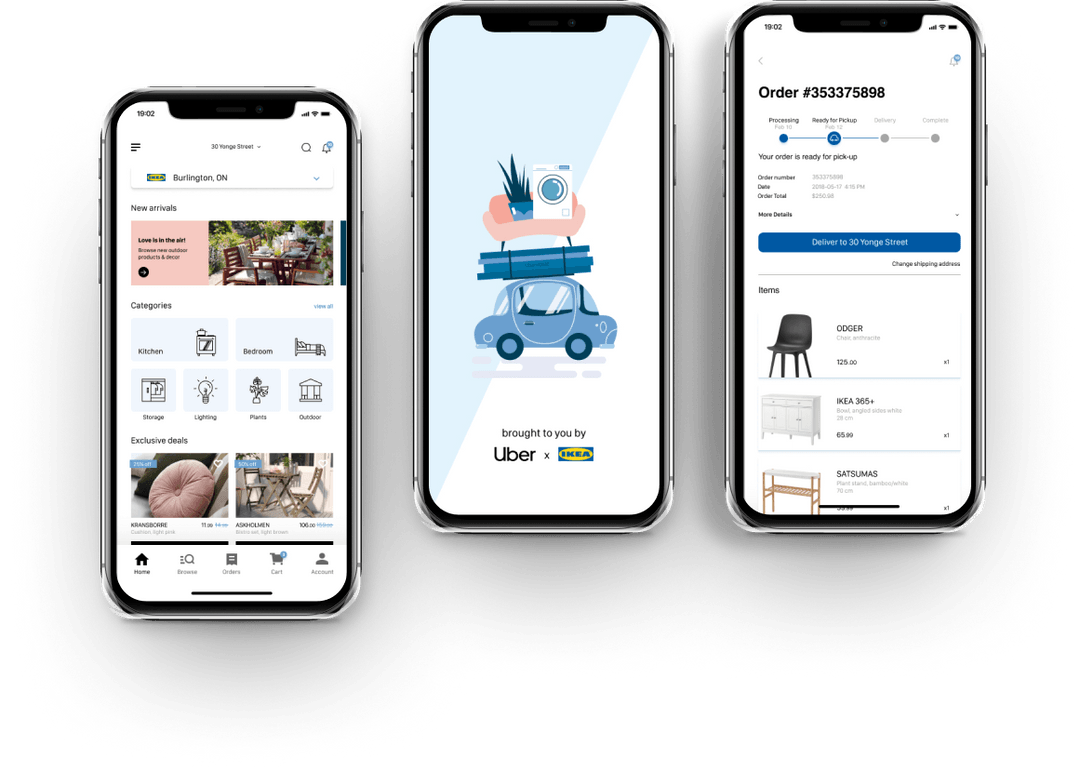 19:02
30 Yonge Street
IKEA Burlington, ON
New arrivals
Love is in the air!
Browse new outdoor
products & decor
Categories
view all
Kitchen
Bedroom
Storage
Lighting
Plants
Outdoor
Exclusive deals
25% off
50% off
KRANSBORRE 11.99
Cushion, light pink
ASKHOLMEN 106.00
Bistro set, light brown
Home
Browse
Orders
Cart
Account
brought to you by
Uber x IKEA
19:02
Order #353375898
Processing
Feb 10
Ready for Pickup
Feb 12
Delivery
Complete
Your order is ready for pick-up
Order number 353375898
Date 2018-05-17 4:15 PM
Order Total $250.98
More Details
Deliver to 30 Yonge Street
Change shipping address
Items
ODGER
Chair, anthracite
125.00 x1
IKEA 365+
Bowl, angled sides white
28 cm
65.99 x1
SATSUMAS
Plant stand, bamboo/white
70 cm
x1